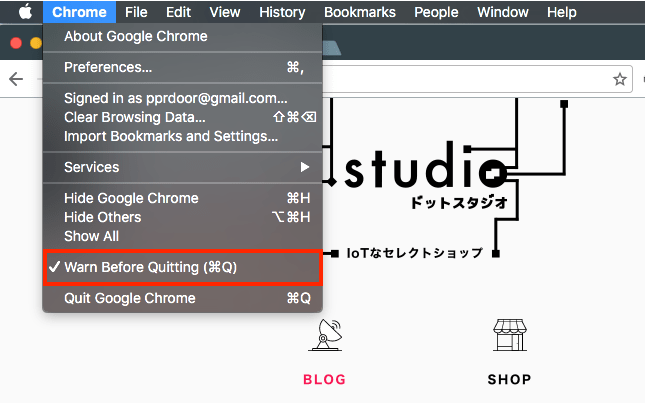 Chrome File Edit View History Bookmarks People Window Help
About Google Chrome
Preferences... ⌘,
Signed in as pprdoor@gmail.com...
Clear Browsing Data... ⇧⌘⌫
Import Bookmarks and Settings...
Services ▶
Hide Google Chrome ⌘H
Hide Others ⌥⌘H
Show All
✓ Warn Before Quitting (⌘Q)
Quit Google Chrome ⌘Q
studio
ドットスタジオ
IoTなセレクトショップ
BLOG
SHOP